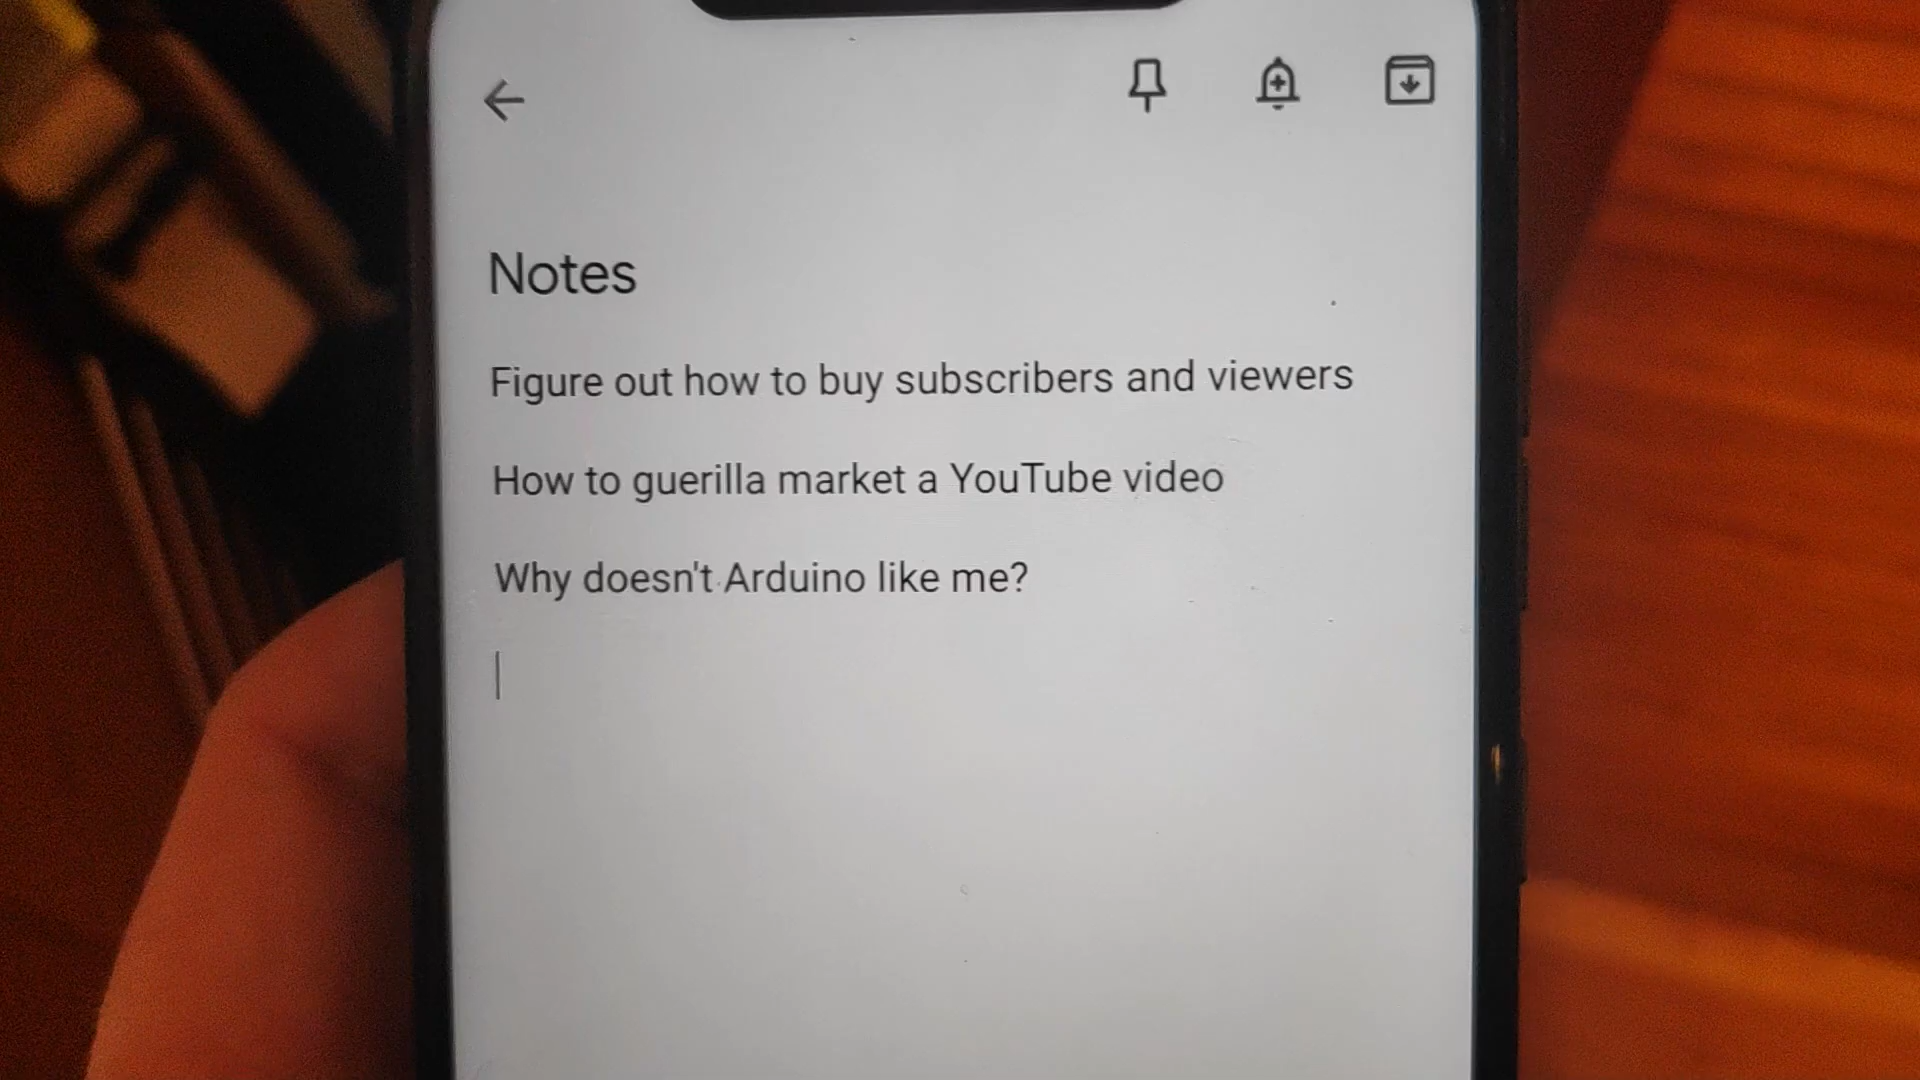 Notes
Figure out how to buy subscribers and viewers
How to guerilla market a YouTube video
Why doesn't Arduino like me?